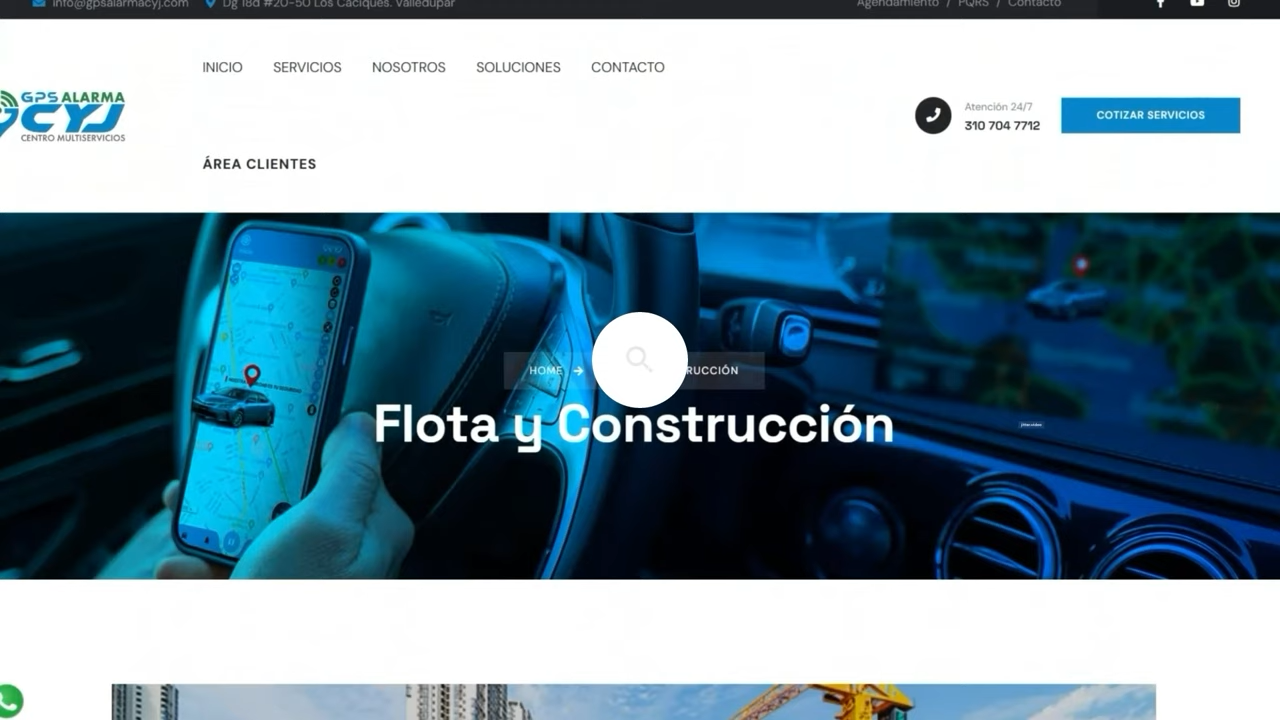 info@gpsalarmacyj.com
Dg 18d #20-50 Los Caciques. Valledupar
Agendamiento / PQRS / Contacto
INICIO SERVICIOS NOSOTROS SOLUCIONES CONTACTO
GPS ALARMA
CYJ
CENTRO MULTISERVICIOS
Atención 24/7
310 704 7712
COTIZAR SERVICIOS
ÁREA CLIENTES
HOME → RUCCIÓN
Flota y Construcción